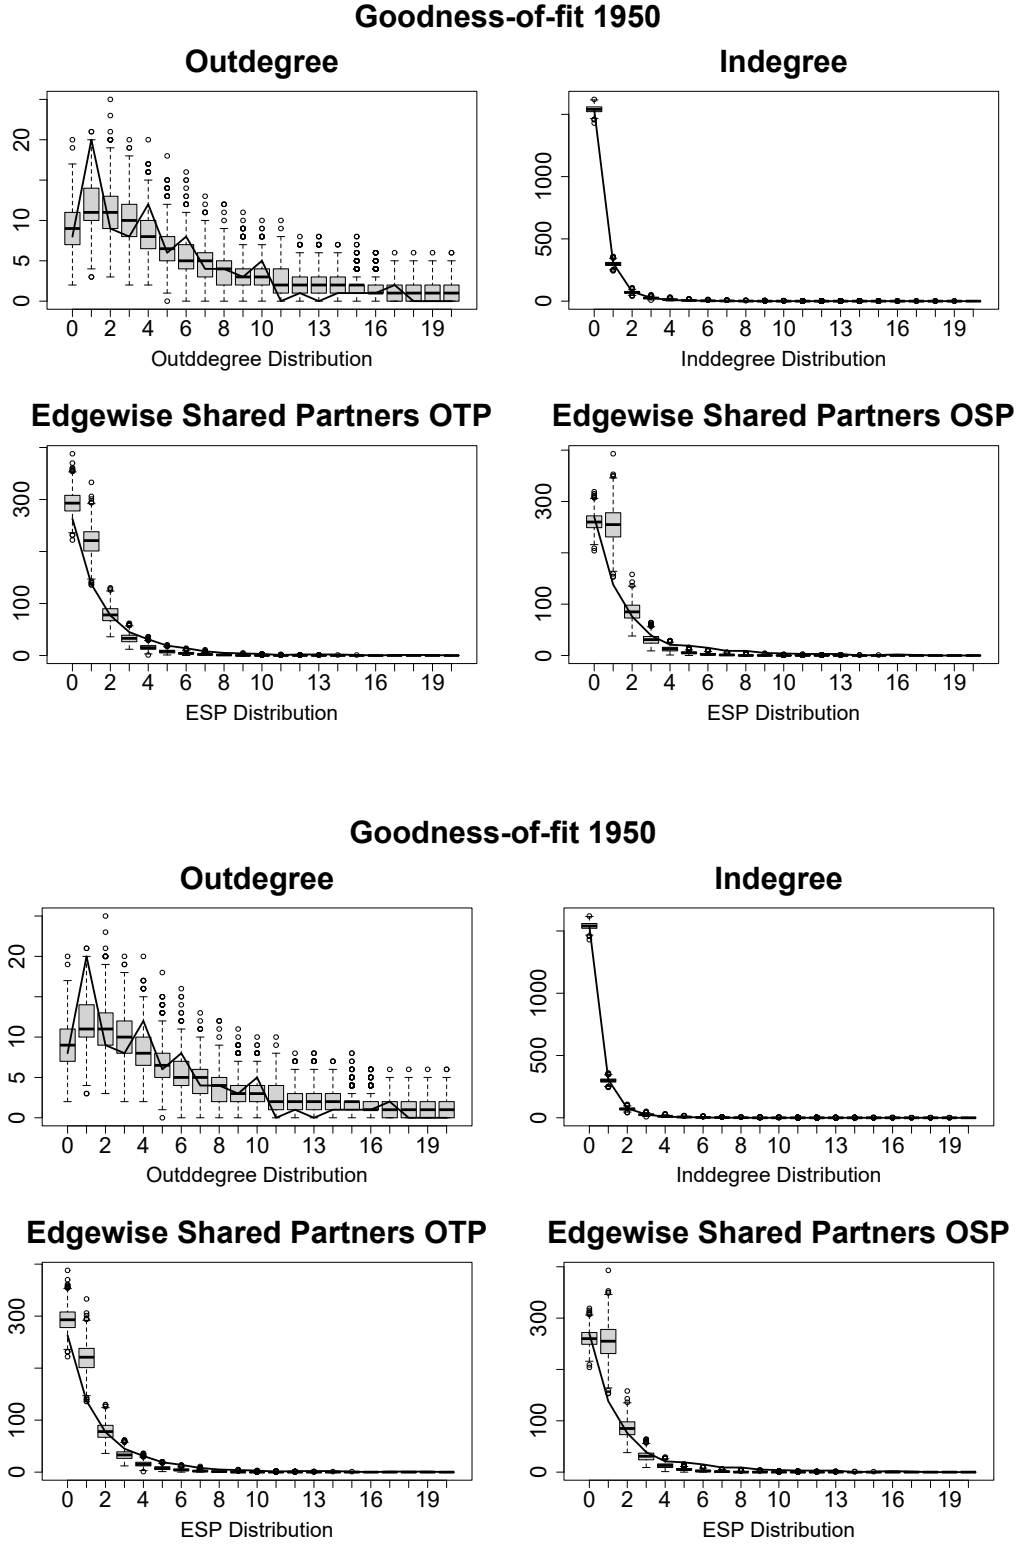 Goodness-of-fit 1950
Outdegree Indegree
20
10
5
0
0 2 4 6 8 10 13 16 19
Outddegree Distribution
1000
500
0
0 2 4 6 8 10 13 16 19
Inddegree Distribution
Edgewise Shared Partners OTP Edgewise Shared Partners OSP
300
100
0
0 2 4 6 8 10 13 16 19
ESP Distribution
300
100
0
0 2 4 6 8 10 13 16 19
ESP Distribution
Goodness-of-fit 1950
Outdegree Indegree
20
10
5
0
0 2 4 6 8 10 13 16 19
Outddegree Distribution
1000
500
0
0 2 4 6 8 10 13 16 19
Inddegree Distribution
Edgewise Shared Partners OTP Edgewise Shared Partners OSP
300
100
0
0 2 4 6 8 10 13 16 19
ESP Distribution
300
100
0
0 2 4 6 8 10 13 16 19
ESP Distribution